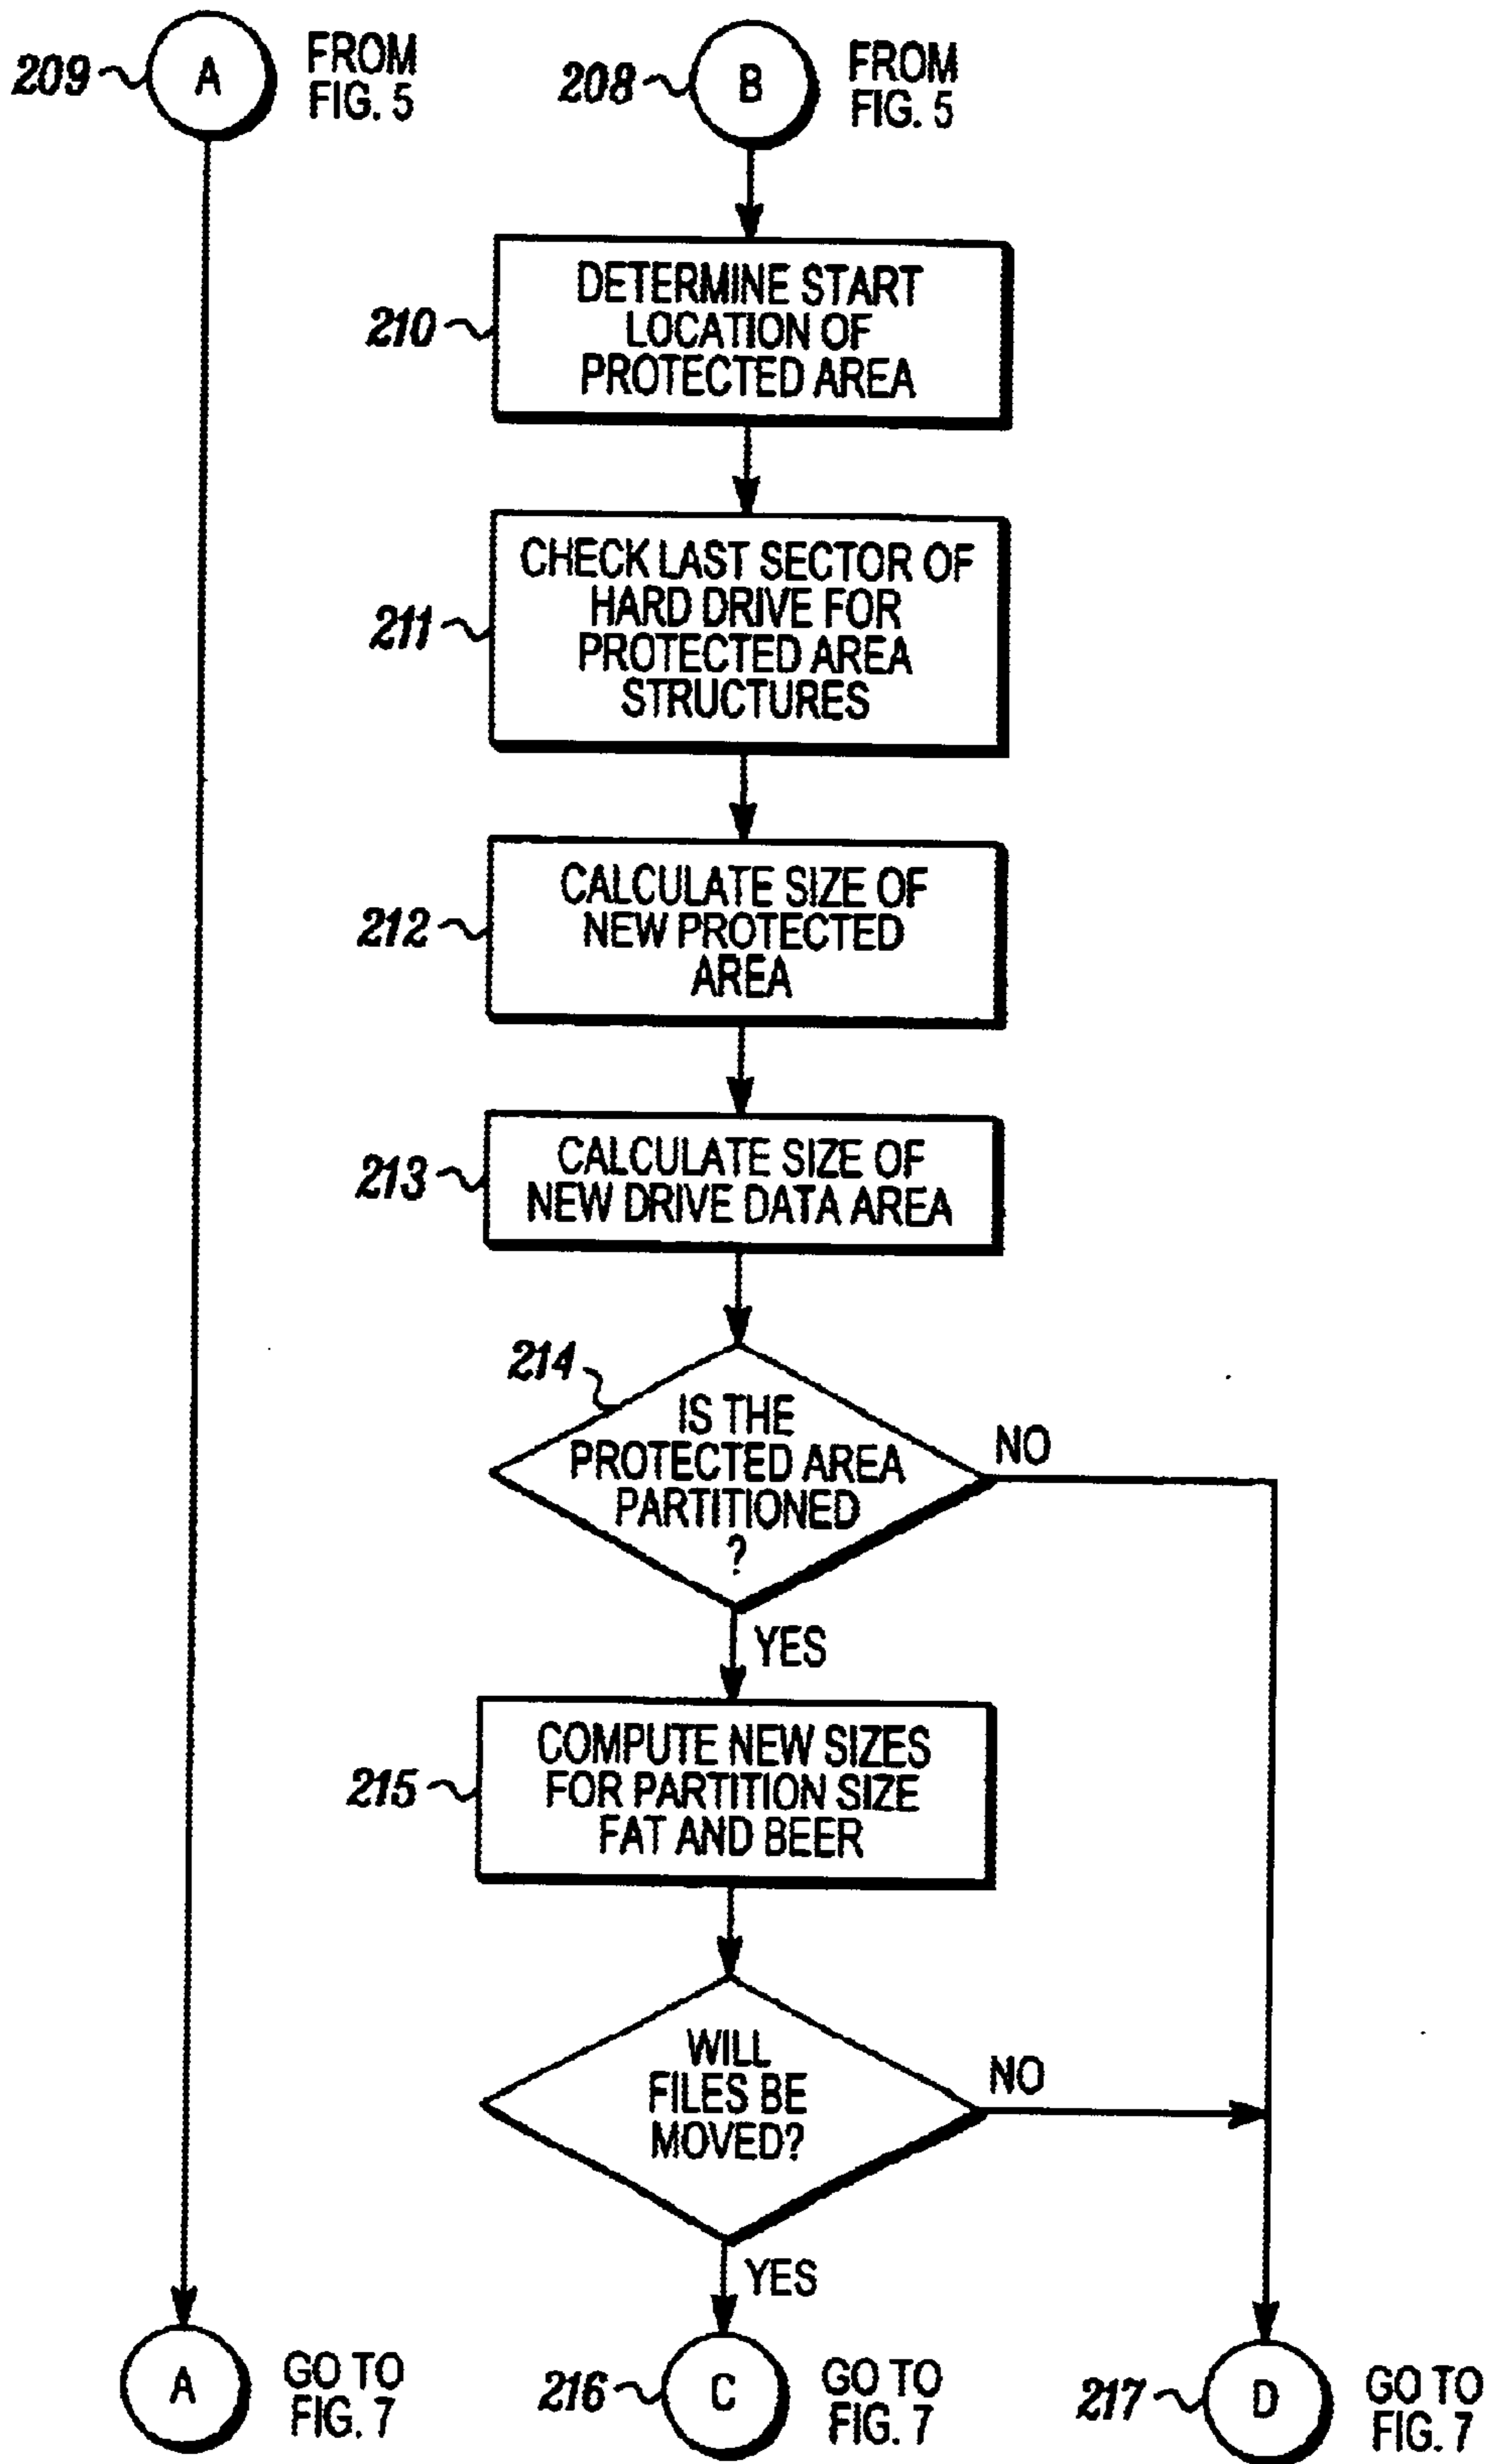 209
A
FROM
FIG. 5
208
B
FROM
FIG. 5
210
DETERMINE START
LOCATION OF
PROTECTED AREA
211
CHECK LAST SECTOR OF
HARD DRIVE FOR
PROTECTED AREA
STRUCTURES
212
CALCULATE SIZE OF
NEW PROTECTED
AREA
213
CALCULATE SIZE OF
NEW DRIVE DATA AREA
214
IS THE
PROTECTED AREA
PARTITIONED
?
NO
YES
215
COMPUTE NEW SIZES
FOR PARTITION SIZE
FAT AND BEER
WILL
FILES BE
MOVED?
NO
YES
A
GO TO
FIG. 7
216
C
GO TO
FIG. 7
217
D
GO TO
FIG. 7